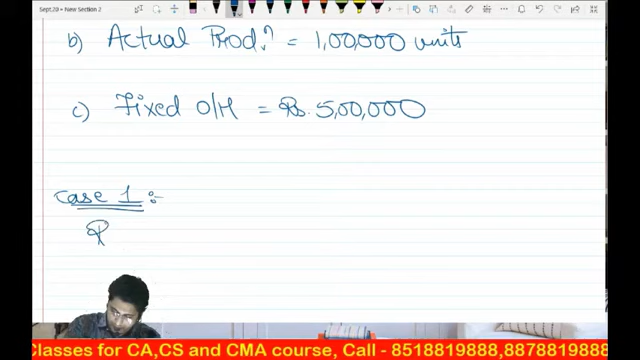 Sept.20 » New Section 2
b) Actual Prodⁿ. = 1,00,000 units
c) Fixed O/H = Rs. 5,00,000
Case 1 :-
Classes for CA,CS and CMA course, Call - 8518819888,8878819888